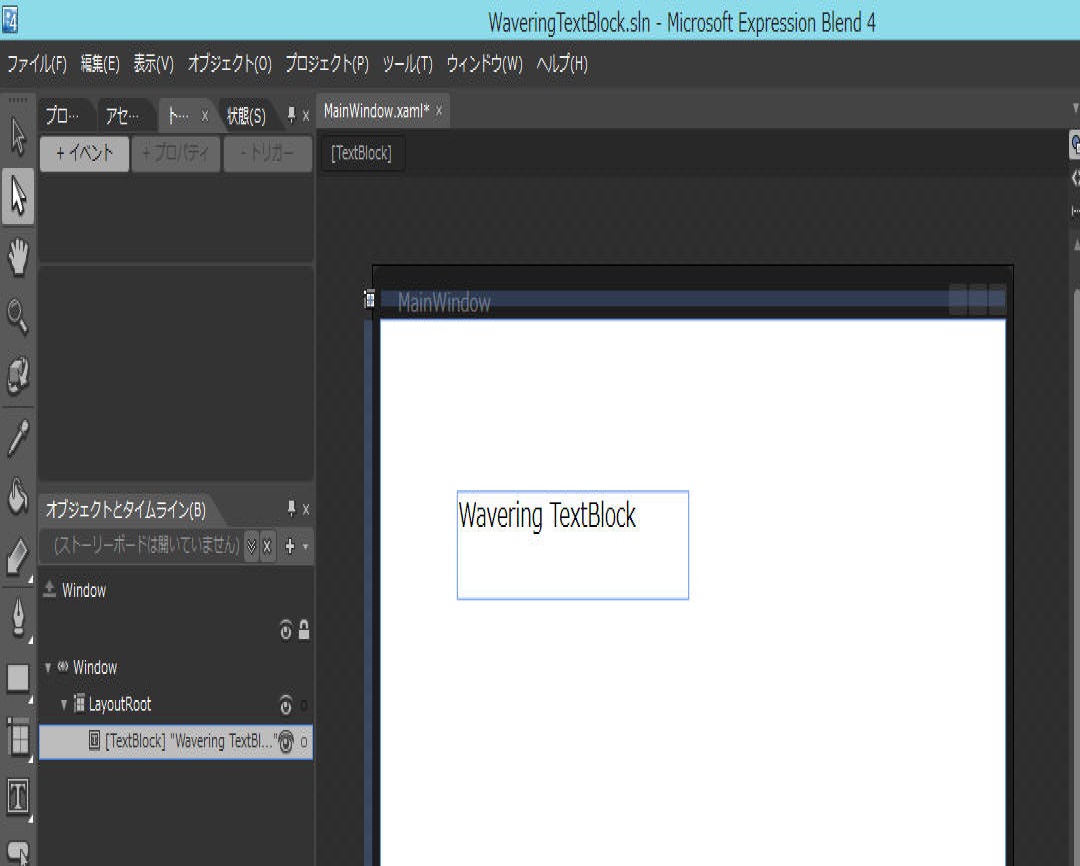 WaveringTextBlock.sln - Microsoft Expression Blend 4
ファイル(F) 編集(E) 表示(V) オブジェクト(O) プロジェクト(P) ツール(T) ウィンドウ(W) ヘルプ(H)
プロ… アセ… ト… × 状態(S) × MainWindow.xaml* ×
+ イベント + プロパティ - トリガー [TextBlock]
MainWindow
Wavering TextBlock
オブジェクトとタイムライン(B) ×
(ストーリーボードは開いていません)
Window
Window
LayoutRoot
[TextBlock] "Wavering TextBl..."